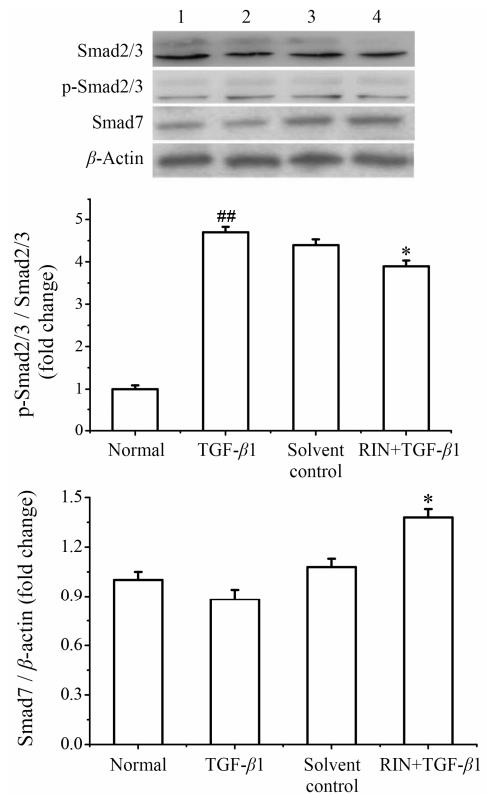 1 2 3 4
Smad2/3
p-Smad2/3
Smad7
β-Actin
p-Smad2/3 / Smad2/3
(fold change)
5
4
3
2
1
0
##
*
Normal TGF-β1 Solvent RIN+TGF-β1
control
Smad7 / β-actin (fold change)
1.5
1.2
0.9
0.6
0.3
0.0
*
Normal TGF-β1 Solvent RIN+TGF-β1
control